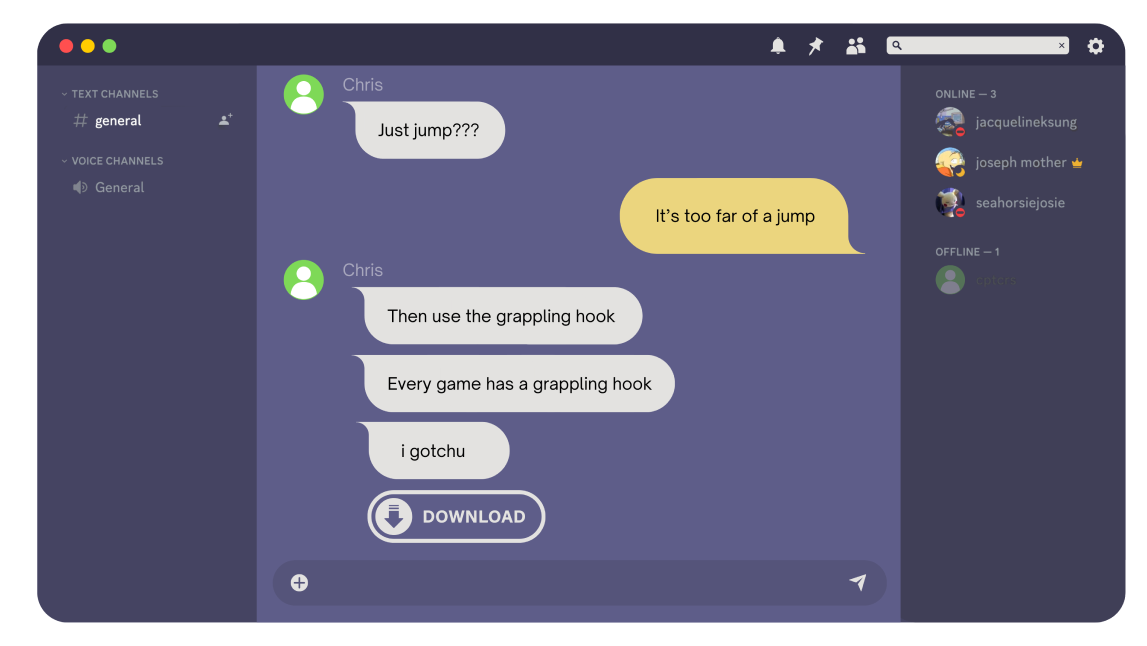 TEXT CHANNELS
# general
VOICE CHANNELS
General
Chris
Just jump???
It's too far of a jump
Chris
Then use the grappling hook
Every game has a grappling hook
i gotchu
DOWNLOAD
ONLINE — 3
jacquelineksung
joseph mother
seahorsiejosie
OFFLINE — 1